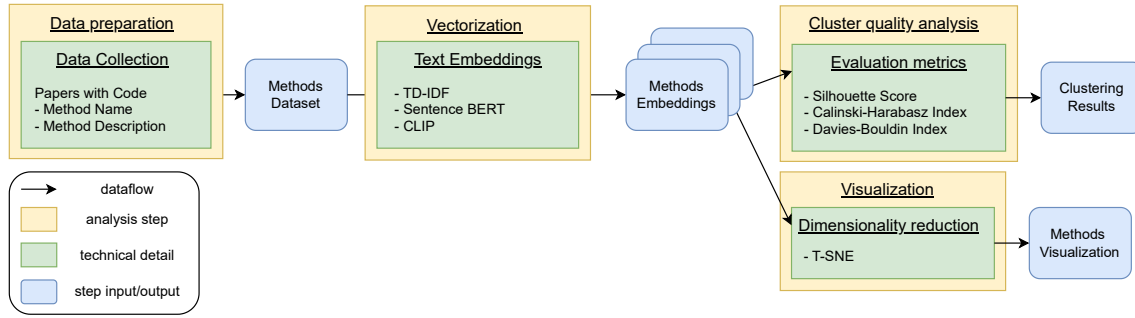 Data preparation
Data Collection
Papers with Code
- Method Name
- Method Description
Methods
Dataset
Vectorization
Text Embeddings
- TD-IDF
- Sentence BERT
- CLIP
Methods
Embeddings
Cluster quality analysis
Evaluation metrics
- Silhouette Score
- Calinski-Harabasz Index
- Davies-Bouldin Index
Clustering
Results
Visualization
Dimensionality reduction
- T-SNE
Methods
Visualization
dataflow
analysis step
technical detail
step input/output